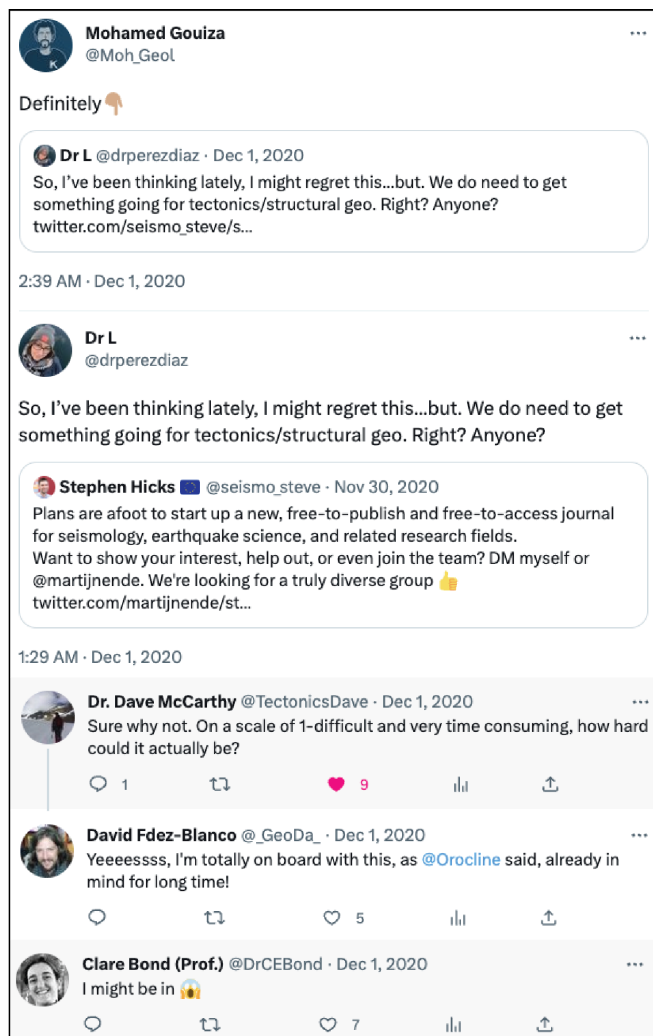 Mohamed Gouiza
@Moh_Geol
Definitely👇🏽
Dr L @drperezdiaz · Dec 1, 2020
So, I’ve been thinking lately, I might regret this...but. We do need to get
something going for tectonics/structural geo. Right? Anyone?
twitter.com/seismo_steve/s...
2:39 AM · Dec 1, 2020
Dr L
@drperezdiaz
So, I’ve been thinking lately, I might regret this...but. We do need to get
something going for tectonics/structural geo. Right? Anyone?
Stephen Hicks 🇪🇺 @seismo_steve · Nov 30, 2020
Plans are afoot to start up a new, free-to-publish and free-to-access journal
for seismology, earthquake science, and related research fields.
Want to show your interest, help out, or even join the team? DM myself or
@martijnende. We're looking for a truly diverse group 👍
twitter.com/martijnende/st...
1:29 AM · Dec 1, 2020
Dr. Dave McCarthy @TectonicsDave · Dec 1, 2020
Sure why not. On a scale of 1-difficult and very time consuming, how hard
could it actually be?
1 9
David Fdez-Blanco @_GeoDa_ · Dec 1, 2020
Yeeeessss, I'm totally on board with this, as @Orocline said, already in
mind for long time!
5
Clare Bond (Prof.) @DrCEBond · Dec 1, 2020
I might be in 😱
7